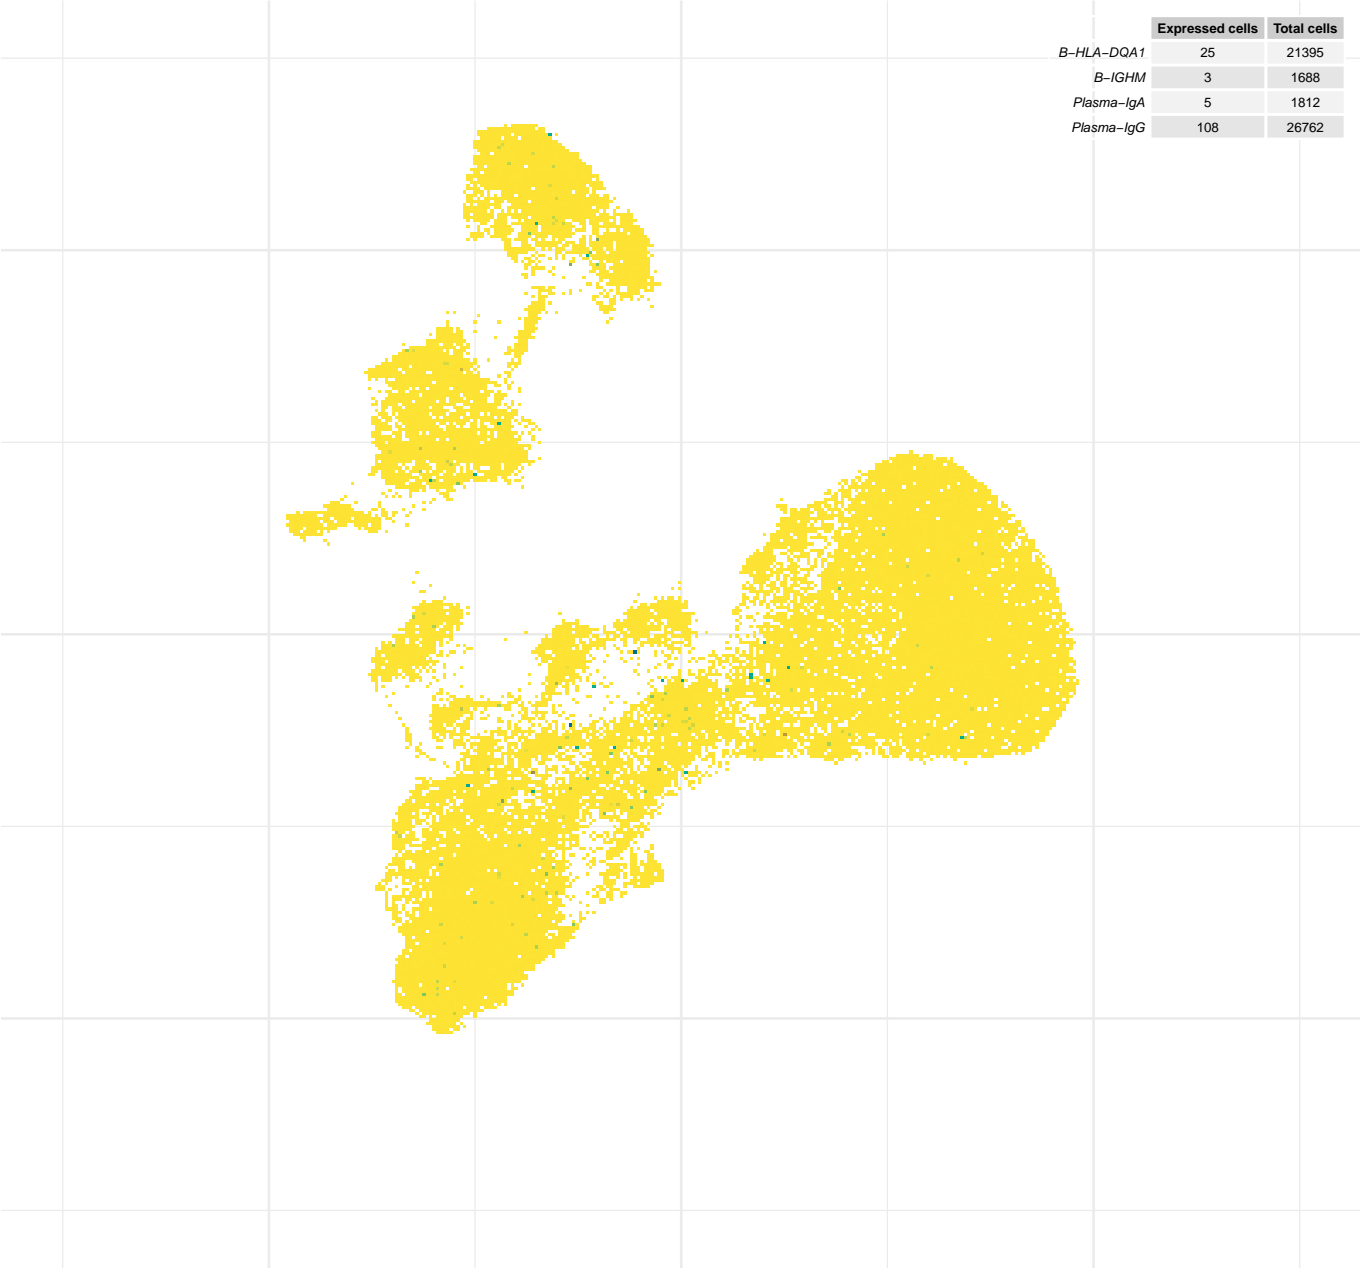 Expressed cells Total cells
B−HLA−DQA1 25 21395
B−IGHM 3 1688
Plasma−IgA 5 1812
Plasma−IgG 108 26762